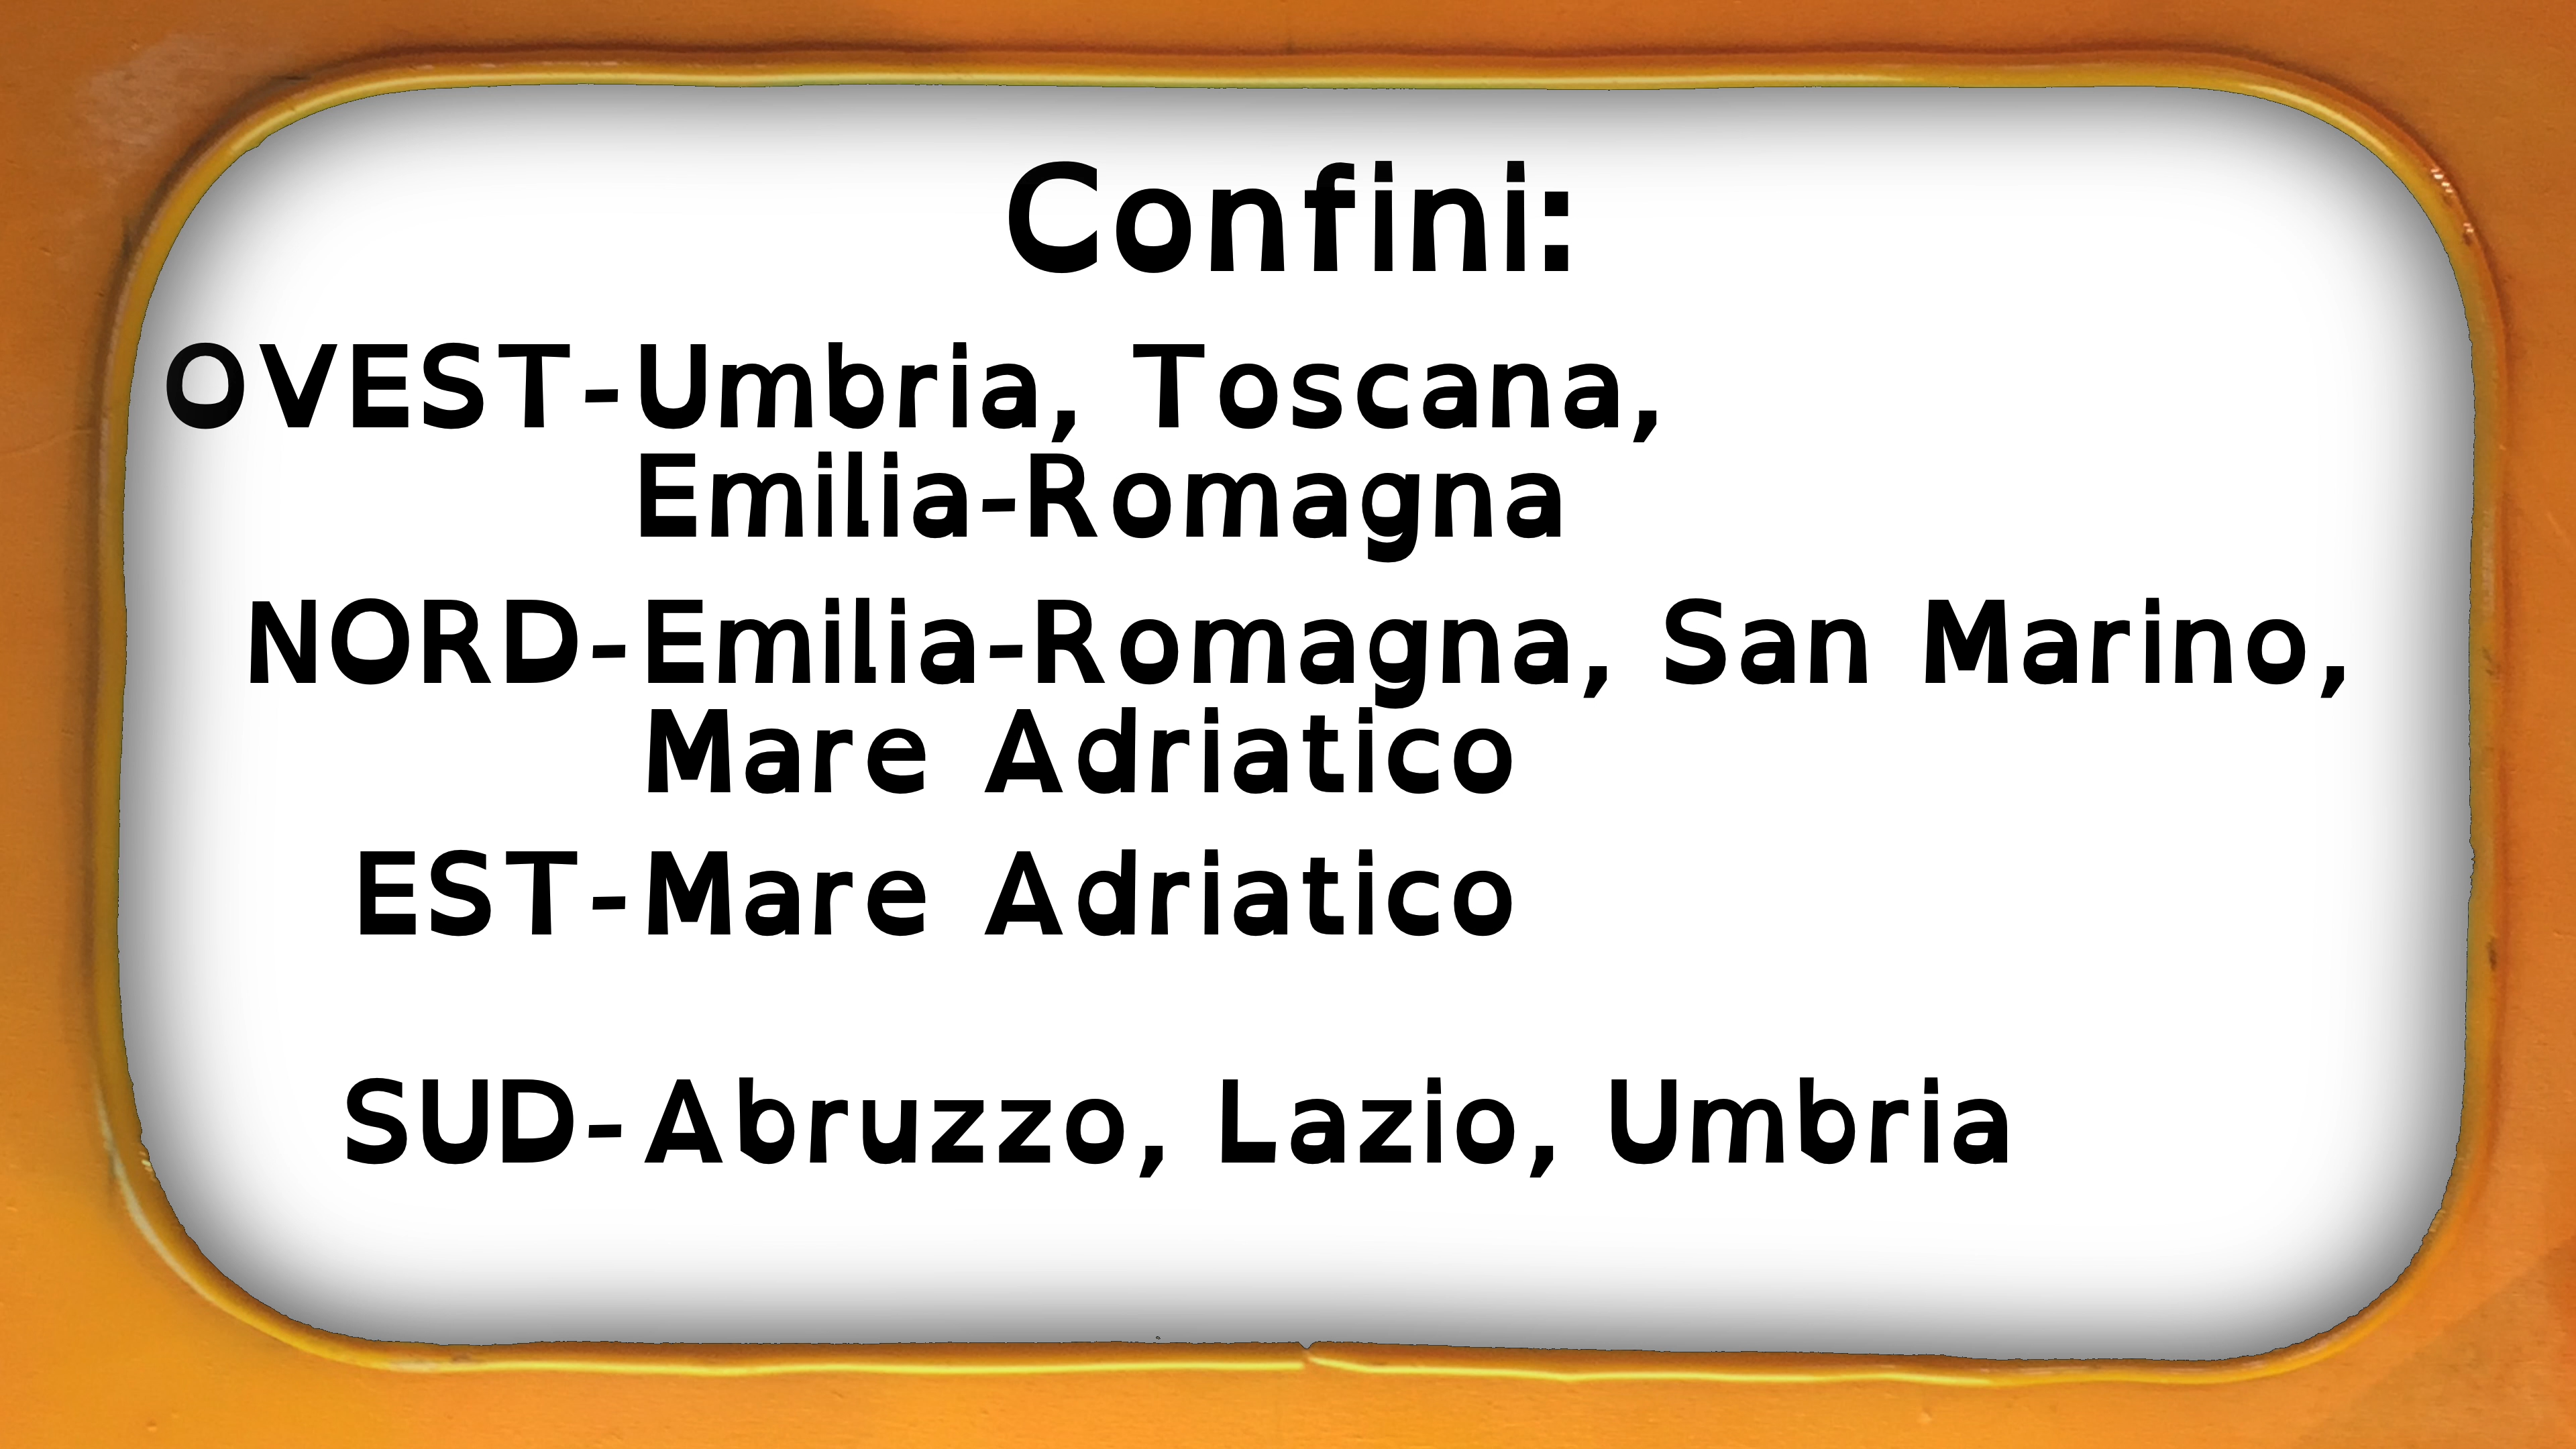 Confini:
OVEST-Umbria, Toscana,
Emilia-Romagna
NORD-Emilia-Romagna, San Marino,
Mare Adriatico
EST-Mare Adriatico
SUD-Abruzzo, Lazio, Umbria